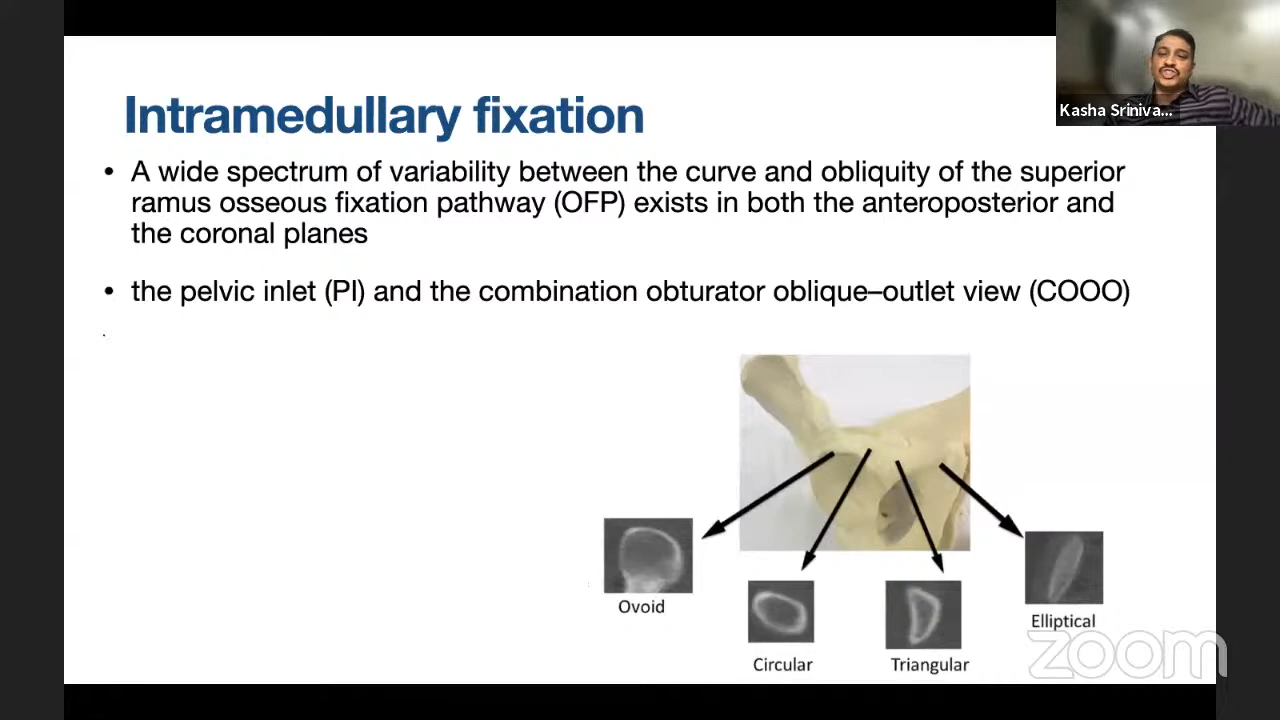 Kasha Sriniva...
Intramedullary fixation
• A wide spectrum of variability between the curve and obliquity of the superior
ramus osseous fixation pathway (OFP) exists in both the anteroposterior and
the coronal planes
• the pelvic inlet (PI) and the combination obturator oblique–outlet view (COOO)
Ovoid
Circular
Triangular
Elliptical
zoom